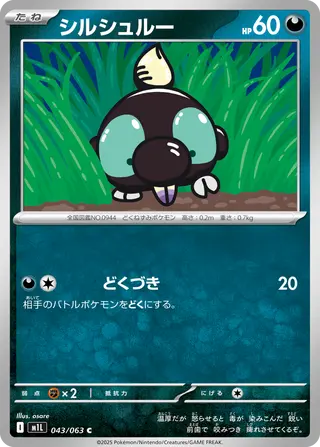 たね
シルシュルー
HP60
全国図鑑NO.0944 どくねずみポケモン 高さ：0.2m 重さ：0.7kg
どくづき 20
相手のバトルポケモンをどくにする。
あいて
弱点 ×2 抵抗力 にげる
Illus. osare
I m1L 043/063 C
温厚だが 怒らせると 毒が 染みこんだ 鋭い
前歯で 咬みつき 痺れさせてくるぞ。
©2025 Pokémon/Nintendo/Creatures/GAME FREAK.